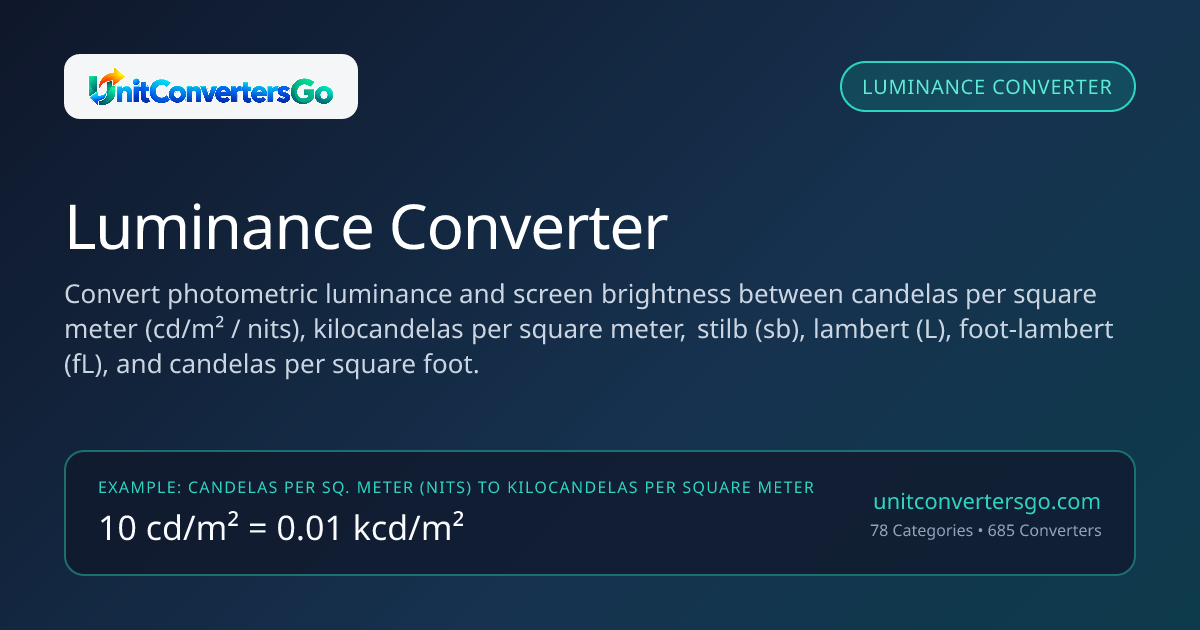 UnitConvertersGo
LUMINANCE CONVERTER
Luminance Converter
Convert photometric luminance and screen brightness between candelas per square
meter (cd/m² / nits), kilocandelas per square meter, stilb (sb), lambert (L), foot-lambert
(fL), and candelas per square foot.
EXAMPLE: CANDELAS PER SQ. METER (NITS) TO KILOCANDELAS PER SQUARE METER
10 cd/m² = 0.01 kcd/m²
unitconvertersgo.com
78 Categories • 685 Converters